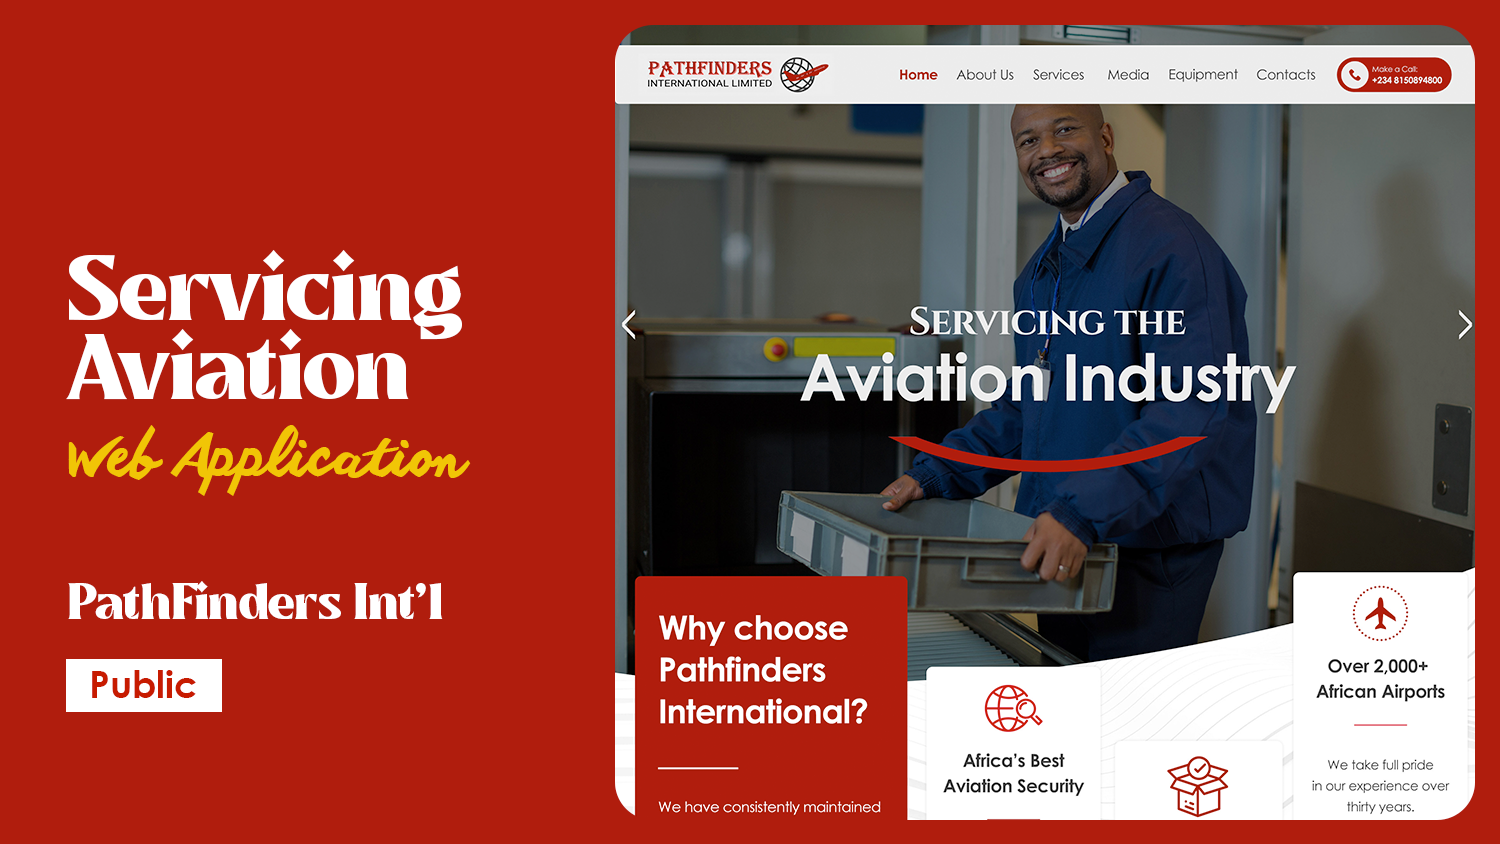 Servicing
Aviation
Web Application
PathFinders Int'l
Public
PATHFINDERS
INTERNATIONAL LIMITED
Home
About Us
Services
Media
Equipment
Contacts
Make a Call:
+234 8150894800
SERVICING THE
Aviation Industry
Why choose
Pathfinders
International?
We have consistently maintained
Africa's Best
Aviation Security
Over 2,000+
African Airports
We take full pride
in our experience over
thirty years.